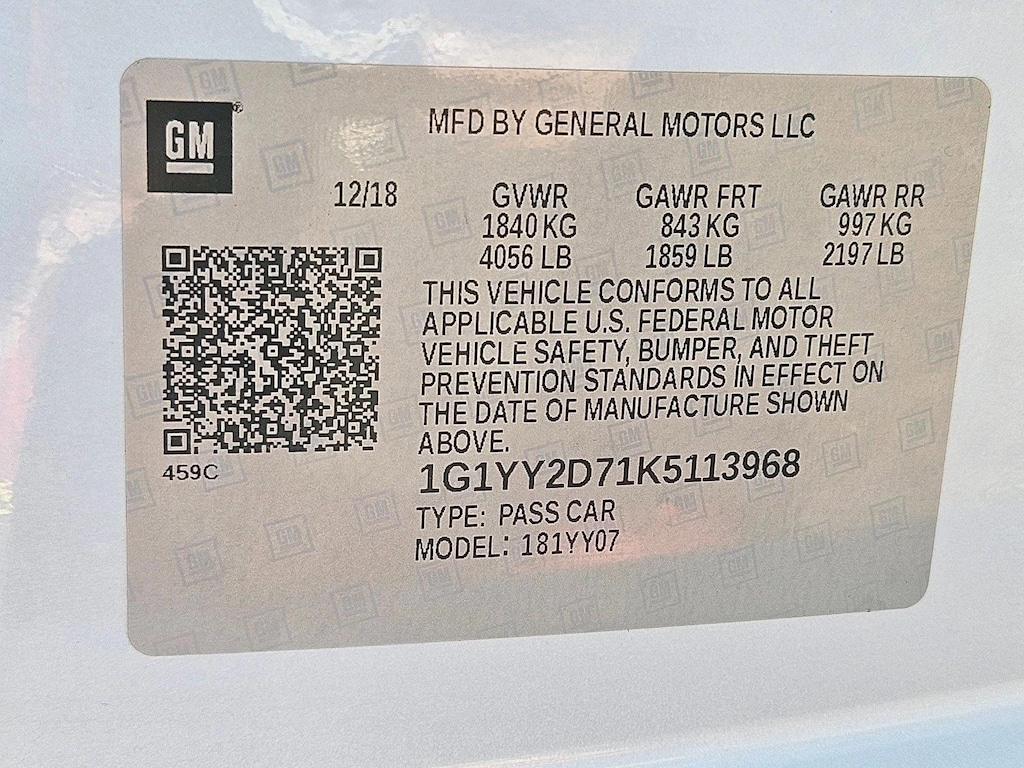 GM
MFD BY GENERAL MOTORS LLC
12/18 GVWR GAWR FRT GAWR RR
1840 KG 843 KG 997 KG
4056 LB 1859 LB 2197 LB
THIS VEHICLE CONFORMS TO ALL
APPLICABLE U.S. FEDERAL MOTOR
VEHICLE SAFETY, BUMPER, AND THEFT
PREVENTION STANDARDS IN EFFECT ON
THE DATE OF MANUFACTURE SHOWN
ABOVE.
459C
1G1YY2D71K5113968
TYPE: PASS CAR
MODEL: 181YY07